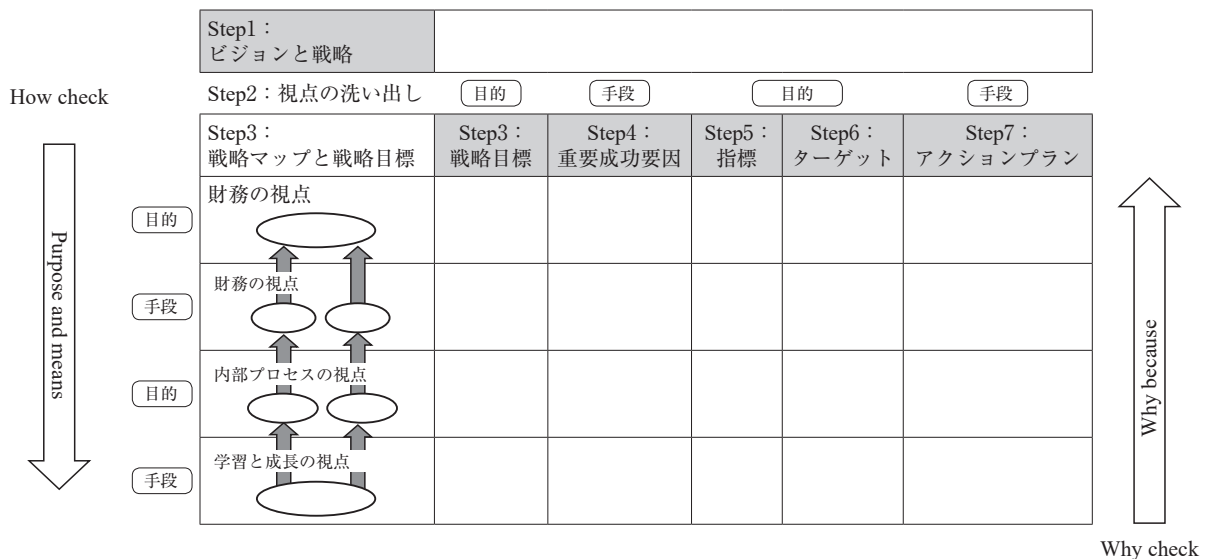 Step1：
ビジョンと戦略
How check
Step2：視点の洗い出し
目的
手段
目的
手段
Step3：
戦略マップと戦略目標
Step3：
戦略目標
Step4：
重要成功要因
Step5：
指標
Step6：
ターゲット
Step7：
アクションプラン
Purpose and means
目的
財務の視点
手段
財務の視点
目的
内部プロセスの視点
手段
学習と成長の視点
Why because
Why check